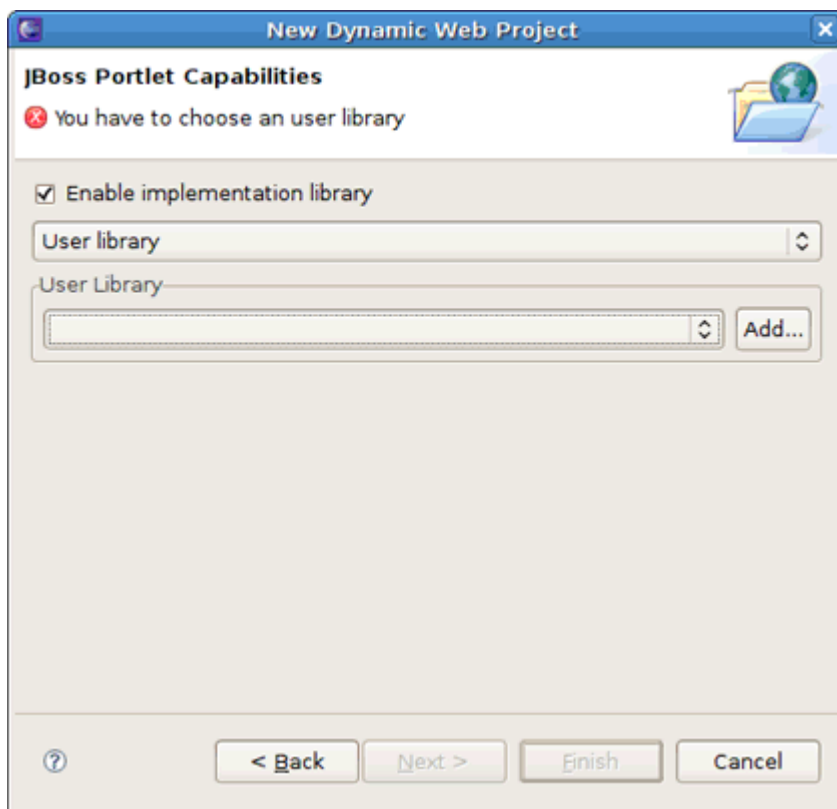 New Dynamic Web Project
JBoss Portlet Capabilities
You have to choose an user library
Enable implementation library
User library
User Library
Add...
< Back Next > Finish Cancel